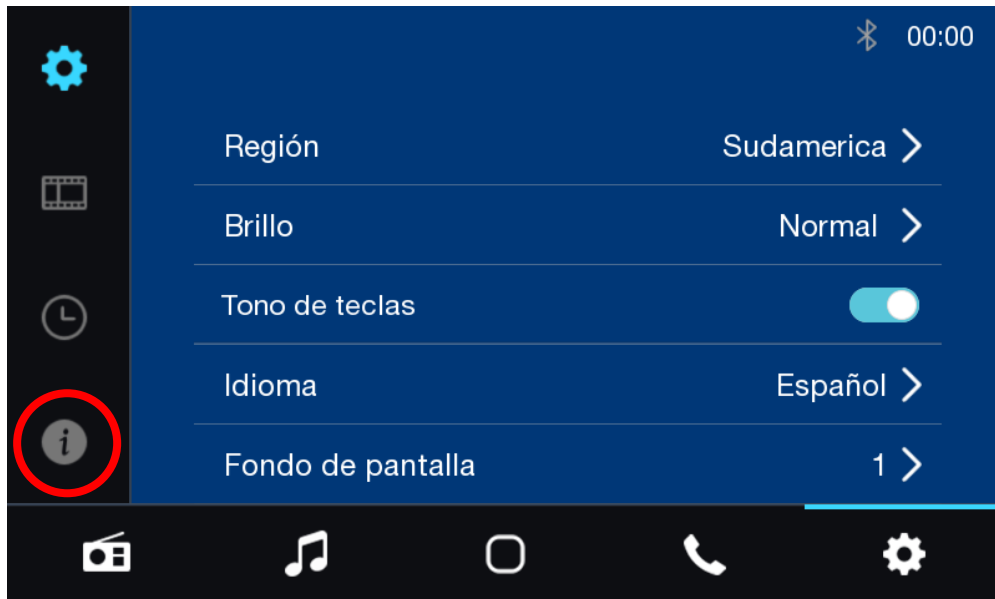 00:00
Región Sudamerica
Brillo Normal
Tono de teclas
Idioma Español
Fondo de pantalla 1